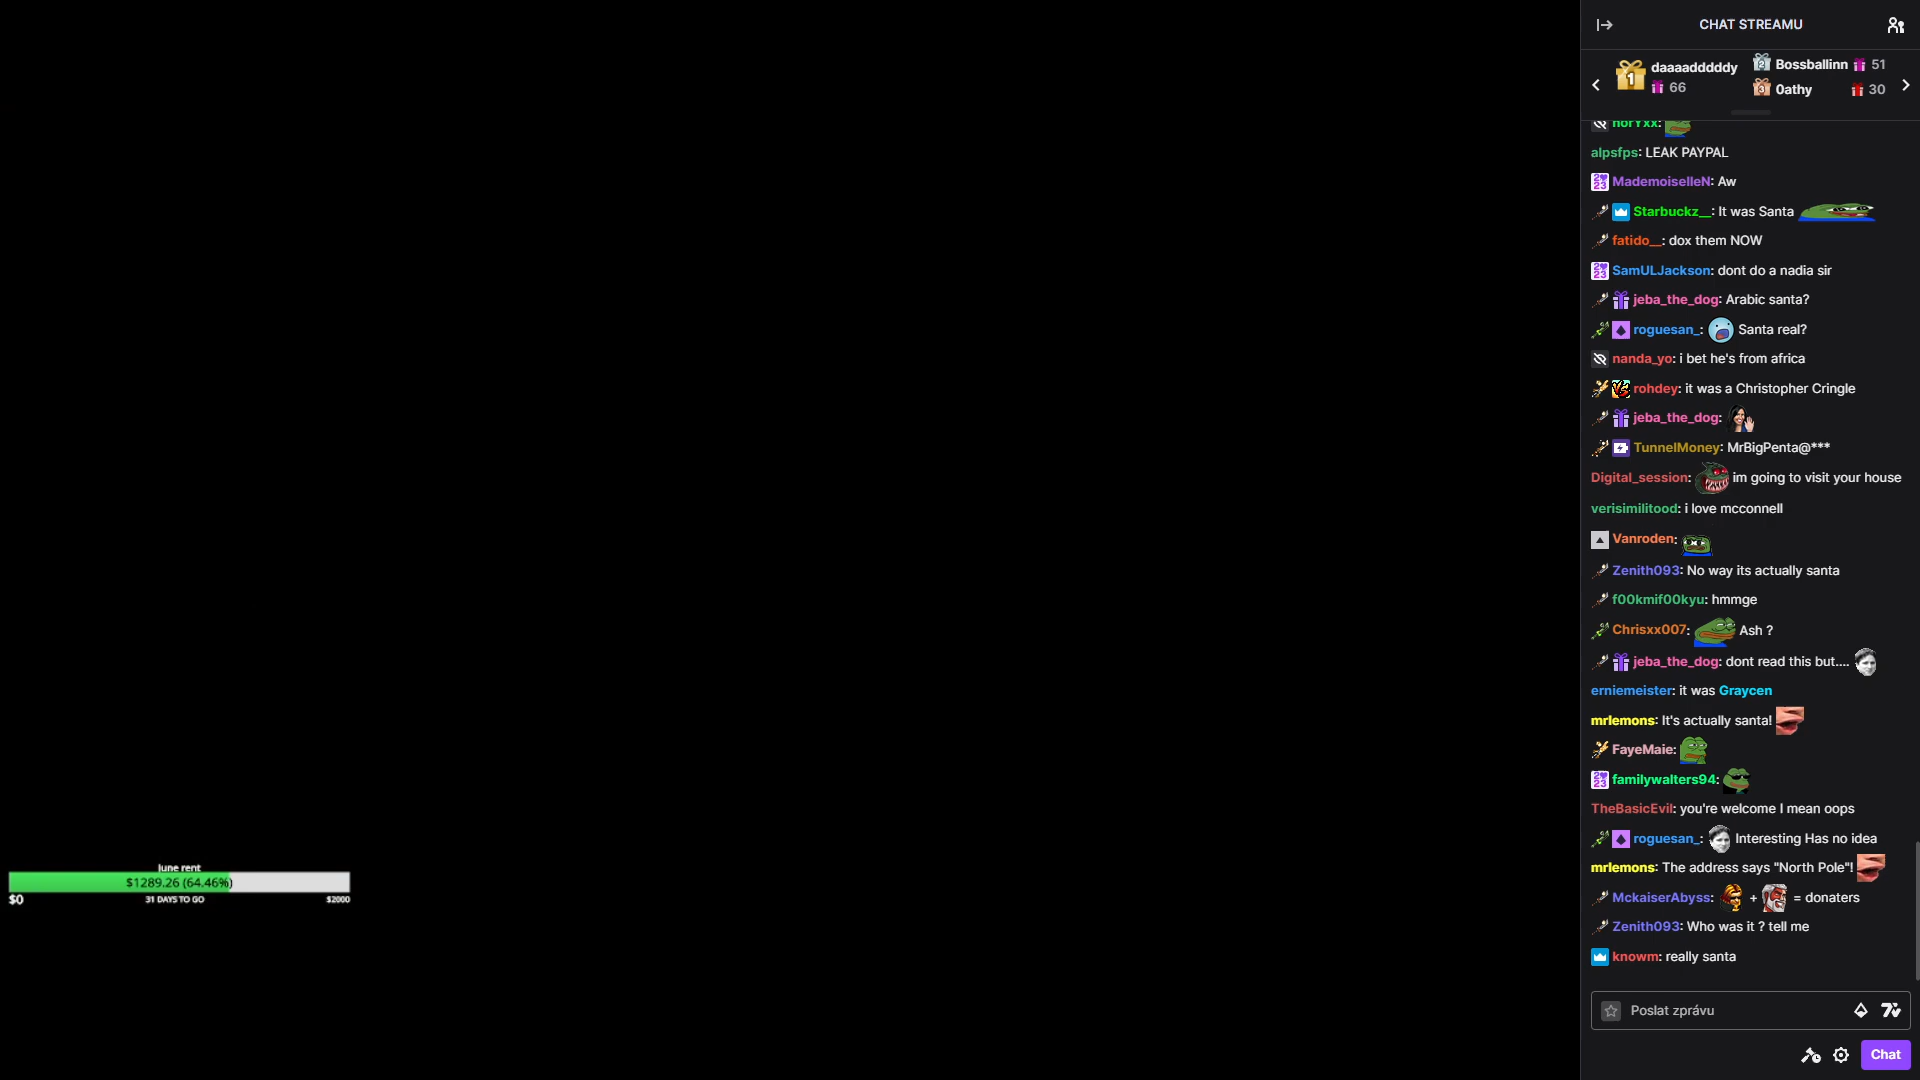 CHAT STREAMU
1 daaaadddddy 66
2 Bossballinn 51
3 0athy 30
norYxx:
alpsfps: LEAK PAYPAL
MademoiselleN: Aw
Starbuckz__: It was Santa
fatido__: dox them NOW
SamULJackson: dont do a nadia sir
jeba_the_dog: Arabic santa?
roguesan_: Santa real?
nanda_yo: i bet he's from africa
rohdey: it was a Christopher Cringle
jeba_the_dog:
TunnelMoney: MrBigPenta@***
Digital_session: im going to visit your house
verisimilitood: i love mcconnell
Vanroden:
Zenith093: No way its actually santa
f00kmif00kyu: hmmge
Chrisxx007: Ash ?
jeba_the_dog: dont read this but....
erniemeister: it was Graycen
mrlemons: It's actually santa!
FayeMaie:
familywalters94:
TheBasicEvil: you're welcome I mean oops
roguesan_: Interesting Has no idea
mrlemons: The address says "North Pole"!
MckaiserAbyss: + = donaters
Zenith093: Who was it ? tell me
knowm: really santa
Poslat zprávu
Chat
June rent
$1289.26 (64.46%)
$0 31 DAYS TO GO $2000